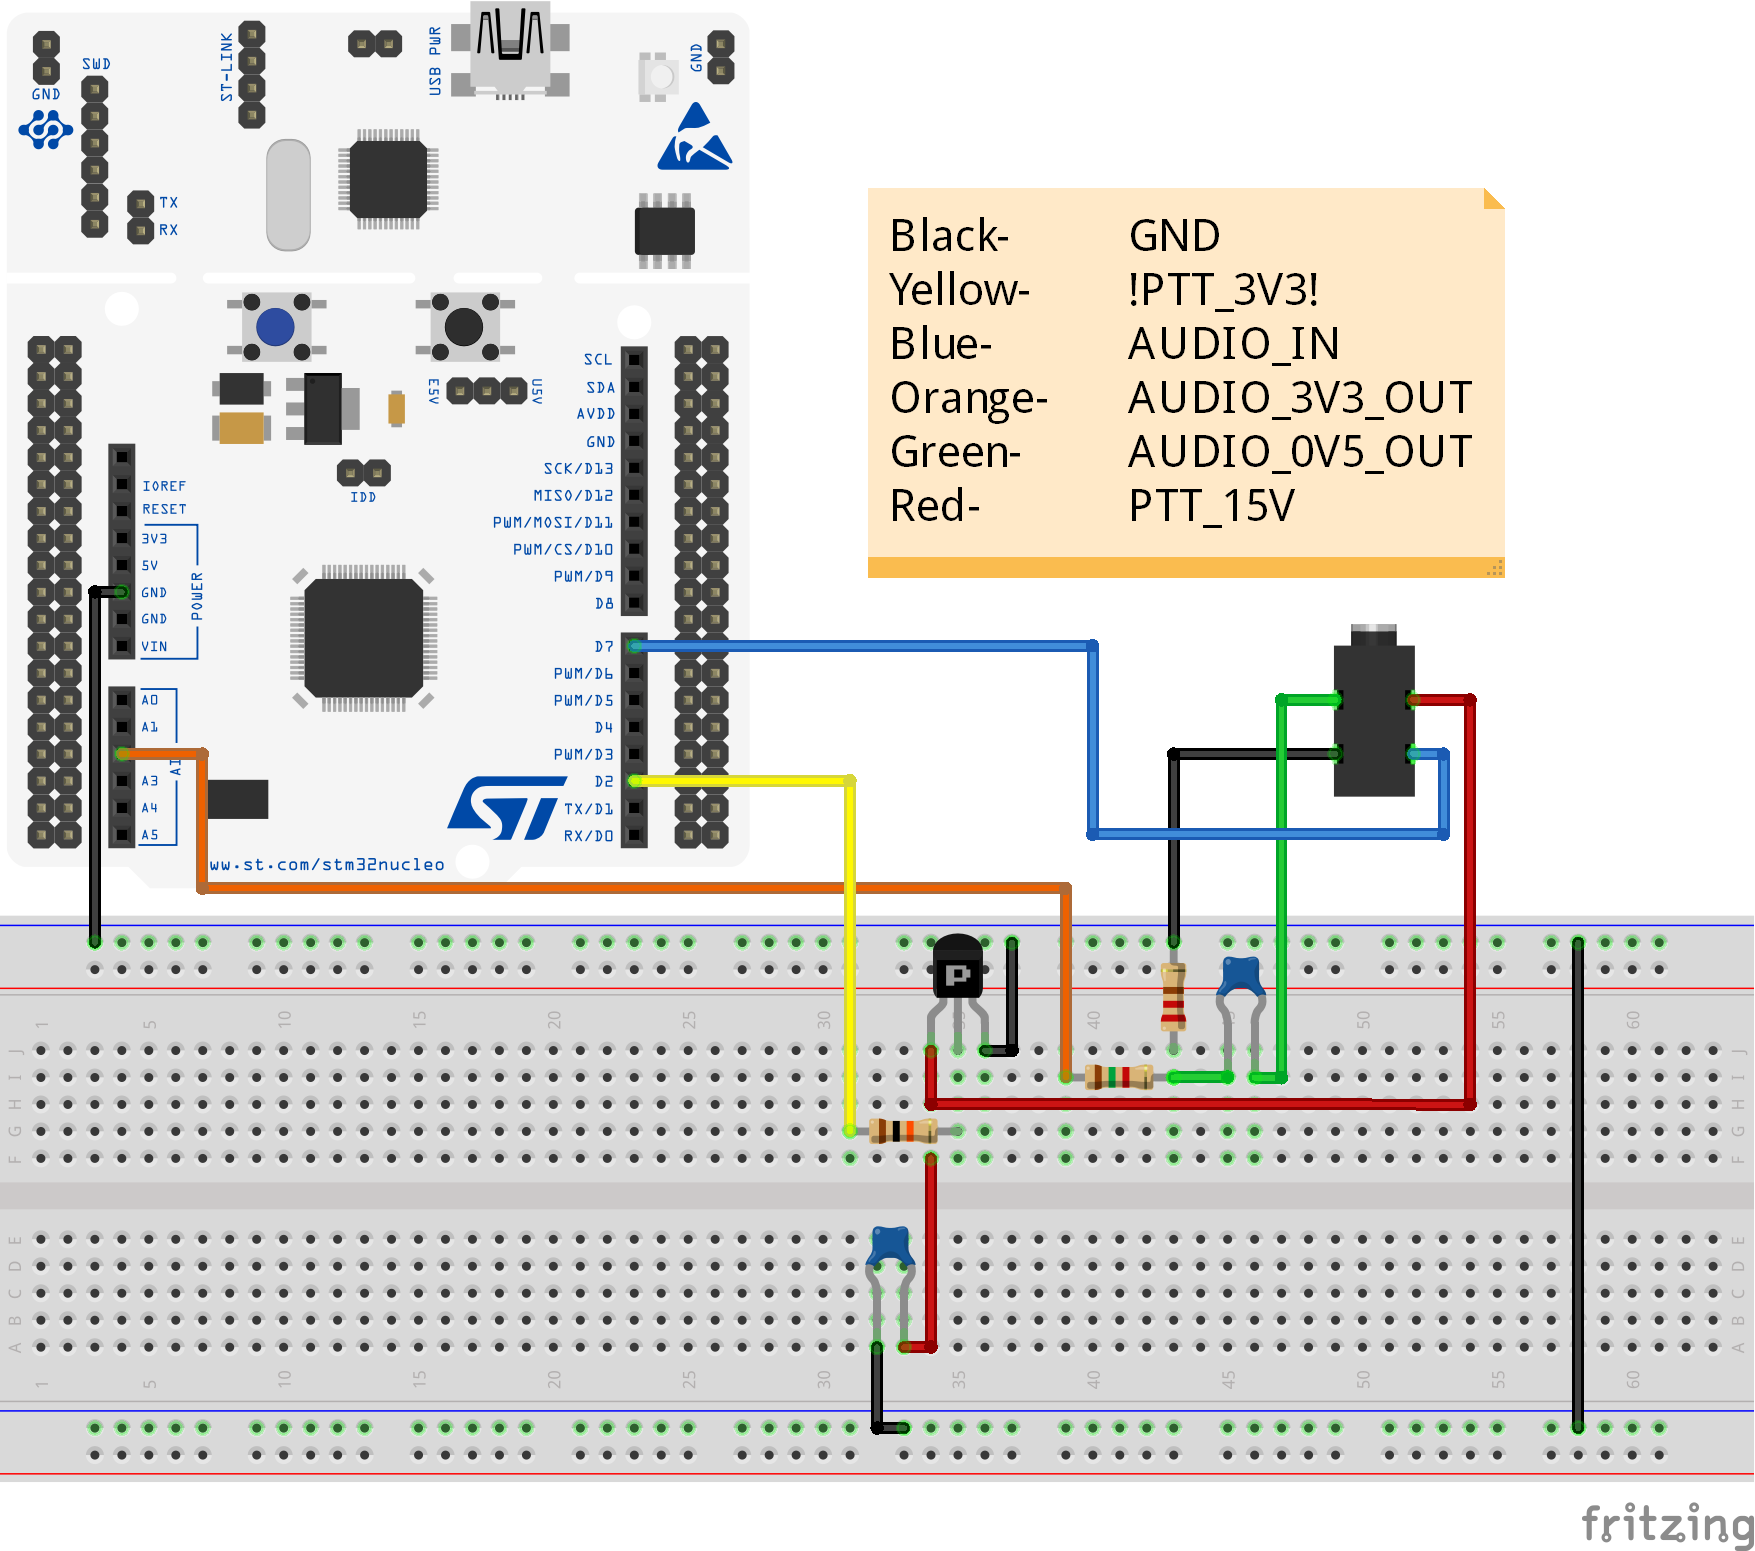 GND
SWD
ST-LINK
USB PWR
GND
TX
RX
E5V
U5V
IDD
IOREF
RESET
3V3
5V
GND
GND
VIN
POWER
A0
A1
A3
A4
A5
AI
SCL
SDA
AVDD
GND
SCK/D13
MISO/D12
PWM/MOSI/D11
PWM/CS/D10
PWM/D9
D8
D7
PWM/D6
PWM/D5
D4
PWM/D3
D2
TX/D1
RX/D0
ST
ww.st.com/stm32nucleo
Black- GND
Yellow- !PTT_3V3!
Blue- AUDIO_IN
Orange- AUDIO_3V3_OUT
Green- AUDIO_0V5_OUT
Red- PTT_15V
P
1 5 10 15 20 25 30 35 40 45 50 55 60
J J
I I
H H
G G
F F
E E
D D
C C
B B
A A
1 5 10 15 20 25 30 35 40 45 50 55 60
fritzing